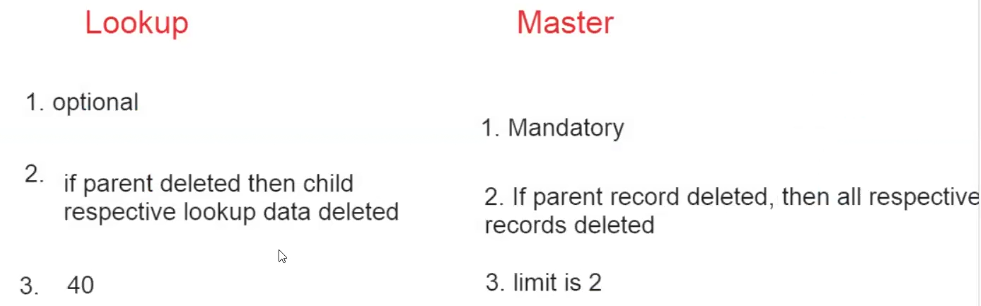 Lookup
1. optional
2. if parent deleted then child
respective lookup data deleted
3. 40
Master
1. Mandatory
2. If parent record deleted, then all respective
records deleted
3. limit is 2